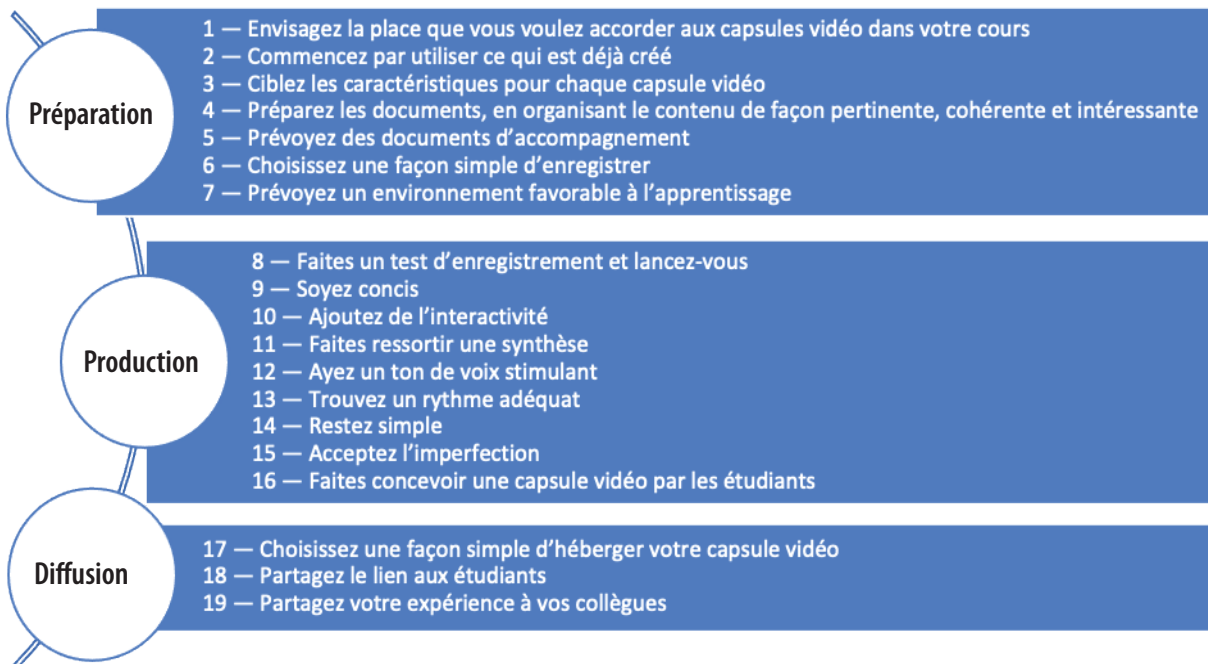 Préparation
1 — Envisagez la place que vous voulez accorder aux capsules vidéo dans votre cours
2 — Commencez par utiliser ce qui est déjà créé
3 — Ciblez les caractéristiques pour chaque capsule vidéo
4 — Préparez les documents, en organisant le contenu de façon pertinente, cohérente et intéressante
5 — Prévoyez des documents d’accompagnement
6 — Choisissez une façon simple d’enregistrer
7 — Prévoyez un environnement favorable à l’apprentissage
Production
8 — Faites un test d’enregistrement et lancez-vous
9 — Soyez concis
10 — Ajoutez de l’interactivité
11 — Faites ressortir une synthèse
12 — Ayez un ton de voix stimulant
13 — Trouvez un rythme adéquat
14 — Restez simple
15 — Acceptez l’imperfection
16 — Faites concevoir une capsule vidéo par les étudiants
Diffusion
17 — Choisissez une façon simple d’héberger votre capsule vidéo
18 — Partagez le lien aux étudiants
19 — Partagez votre expérience à vos collègues